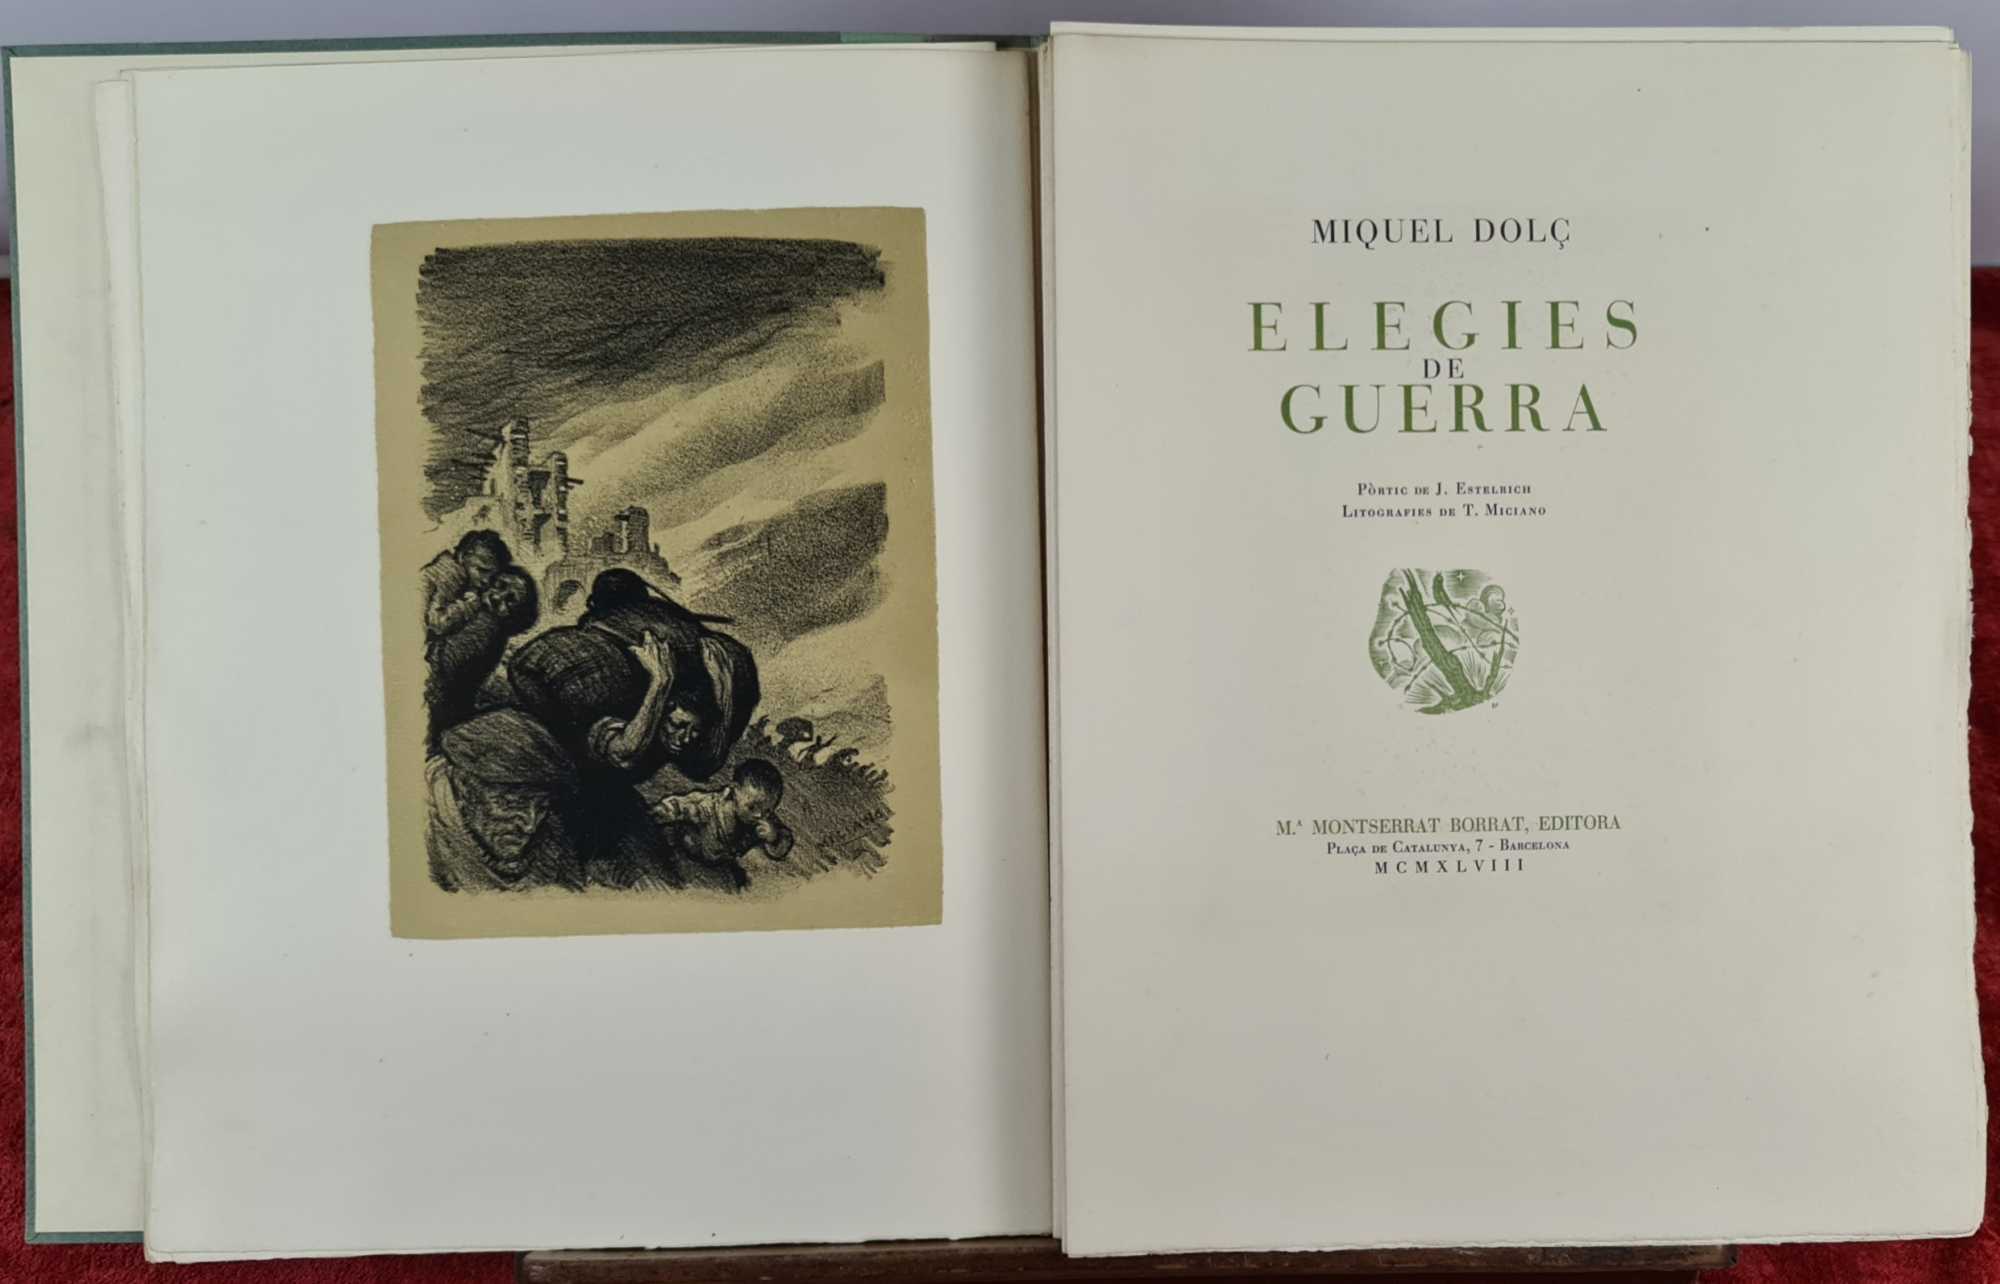 MICIANO
MIQUEL DOLÇ
ELEGIES
DE
GUERRA
Pòrtic de J. Estelrich
Litografies de T. Miciano
M.ª MONTSERRAT BORRAT, EDITORA
Plaça de Catalunya, 7 - Barcelona
MCMXLVIII